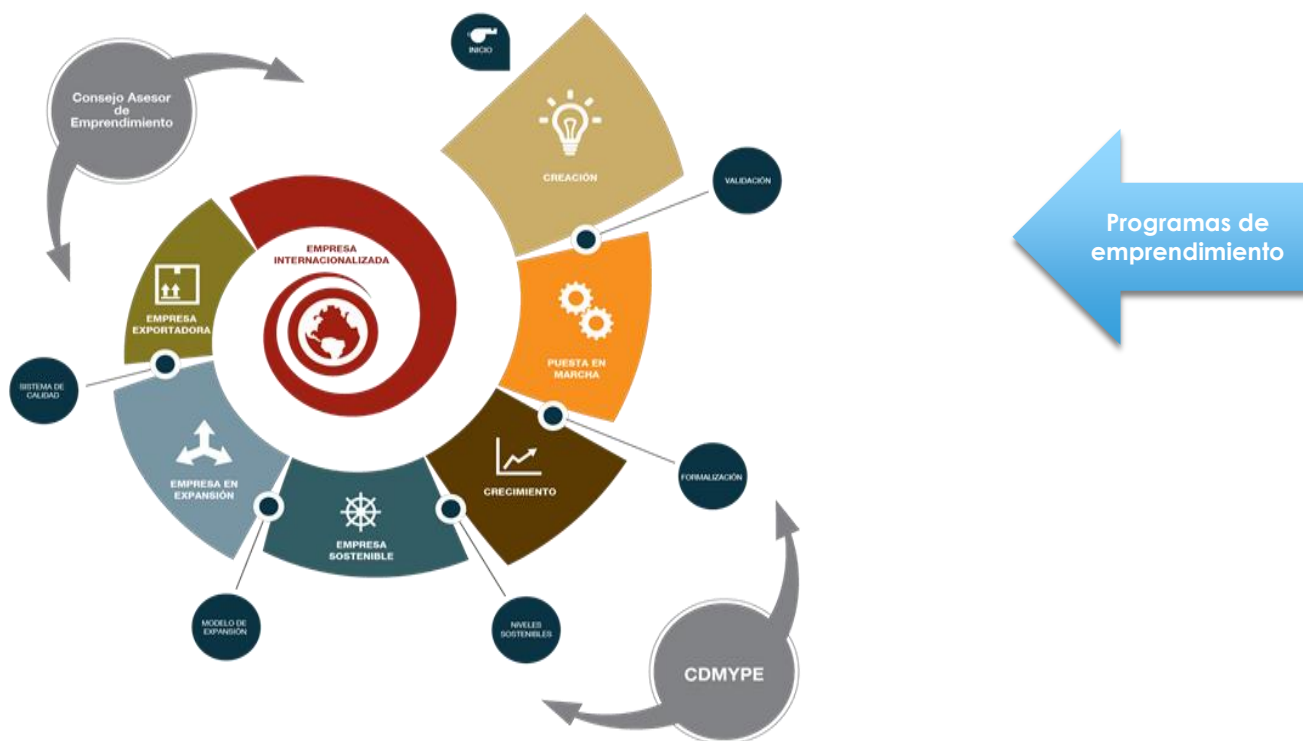 INICIO
Consejo Asesor
de
Emprendimiento
CREACIÓN
VALIDACIÓN
Programas de
emprendimiento
EMPRESA
INTERNACIONALIZADA
EMPRESA
EXPORTADORA
PUESTA EN
MARCHA
SISTEMA DE
CALIDAD
EMPRESA EN
EXPANSIÓN
CRECIMIENTO
FORMALIZACIÓN
EMPRESA
SOSTENIBLE
MODELO DE
EXPANSIÓN
NIVELES
SOSTENIBLES
CDMYPE